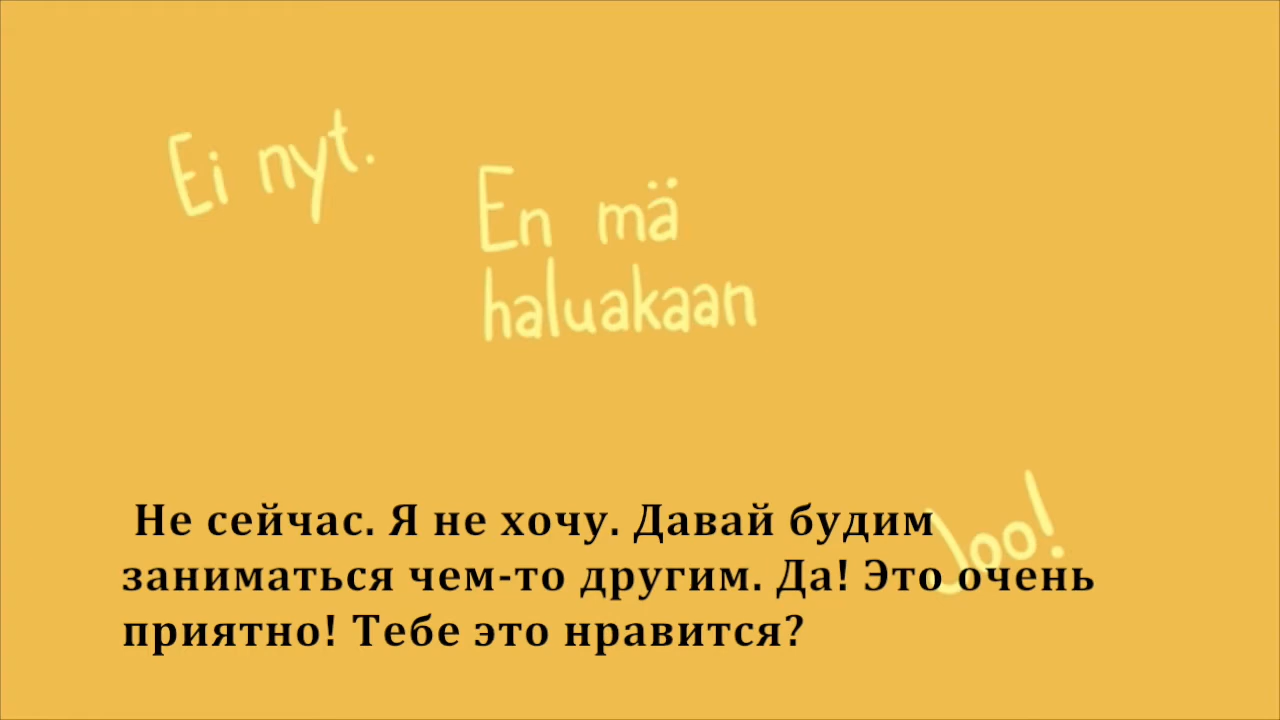 Ei nyt.
En mä
haluakaan
Joo!
Не сейчас. Я не хочу. Давай будим
заниматься чем-то другим. Да! Это очень
приятно! Тебе это нравится?